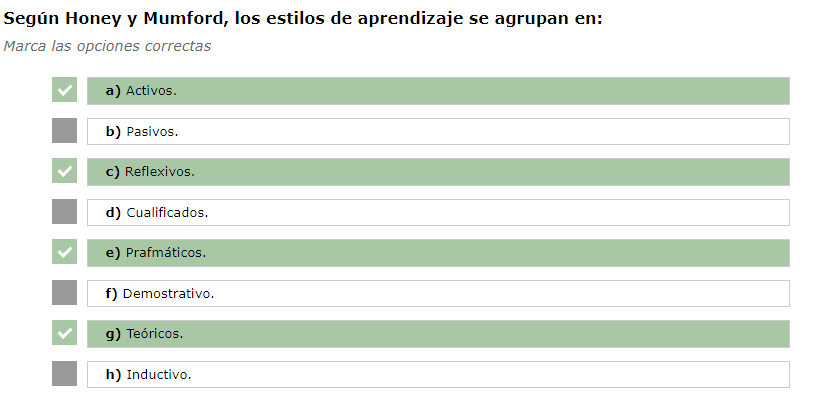 Según Honey y Mumford, los estilos de aprendizaje se agrupan en:
Marca las opciones correctas
a) Activos.
b) Pasivos.
c) Reflexivos.
d) Cualificados.
e) Prafmáticos.
f) Demostrativo.
g) Teóricos.
h) Inductivo.